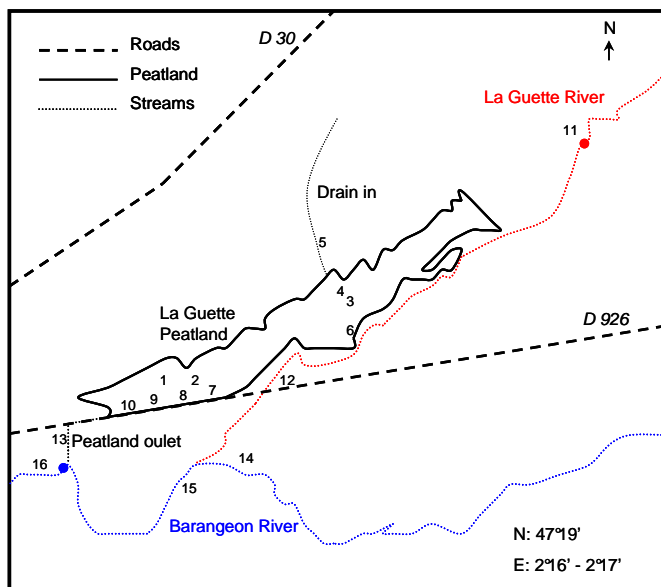 Roads
D 30
N
Peatland
Streams
La Guette River
11
Drain in
5
4
3
La Guette
Peatland
6
D 926
1
2
12
7
8
9
10
13
Peatland oulet
16
14
15
Barangeon River
N: 47°19'
E: 2°16' - 2°17'